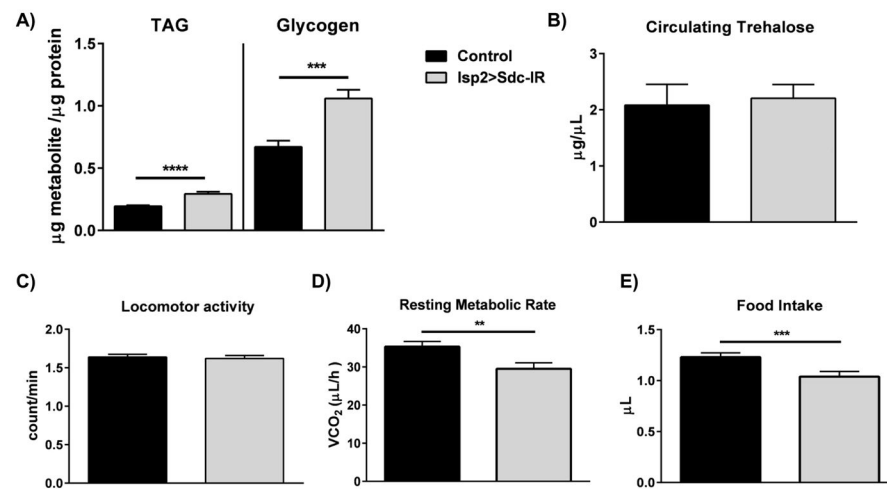 A)
TAG
Glycogen
μg metabolite /μg protein
1.5
1.0
0.5
0.0
****
***
Control
lsp2>Sdc-IR
B)
Circulating Trehalose
μg/μL
3
2
1
0
C)
Locomotor activity
count/min
2.0
1.5
1.0
0.5
0.0
D)
Resting Metabolic Rate
VCO₂ (μL/h)
40
30
20
10
0
**
E)
Food Intake
μL
1.5
1.0
0.5
0.0
***